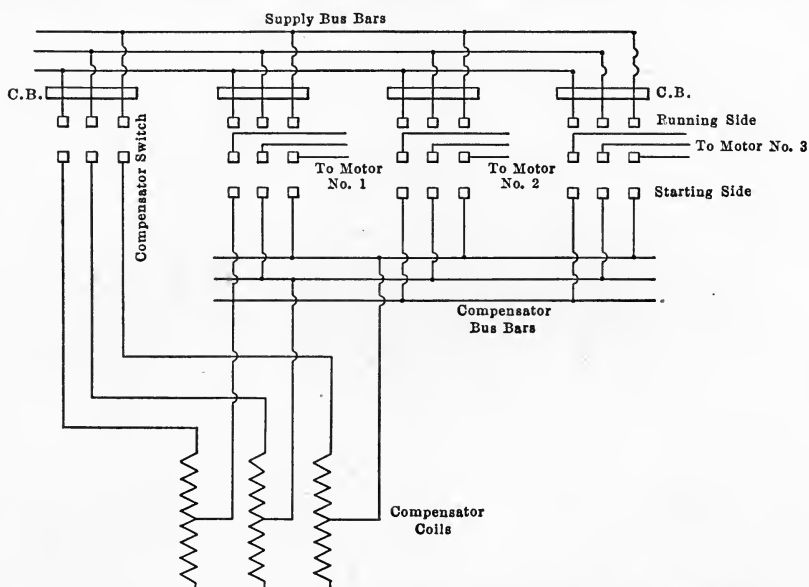 Supply Bus Bars
C.B.
C.B.
Compensator Switch
Running Side
To Motor
No. 1
To Motor
No. 2
To Motor No. 3
Starting Side
Compensator
Bus Bars
Compensator
Coils